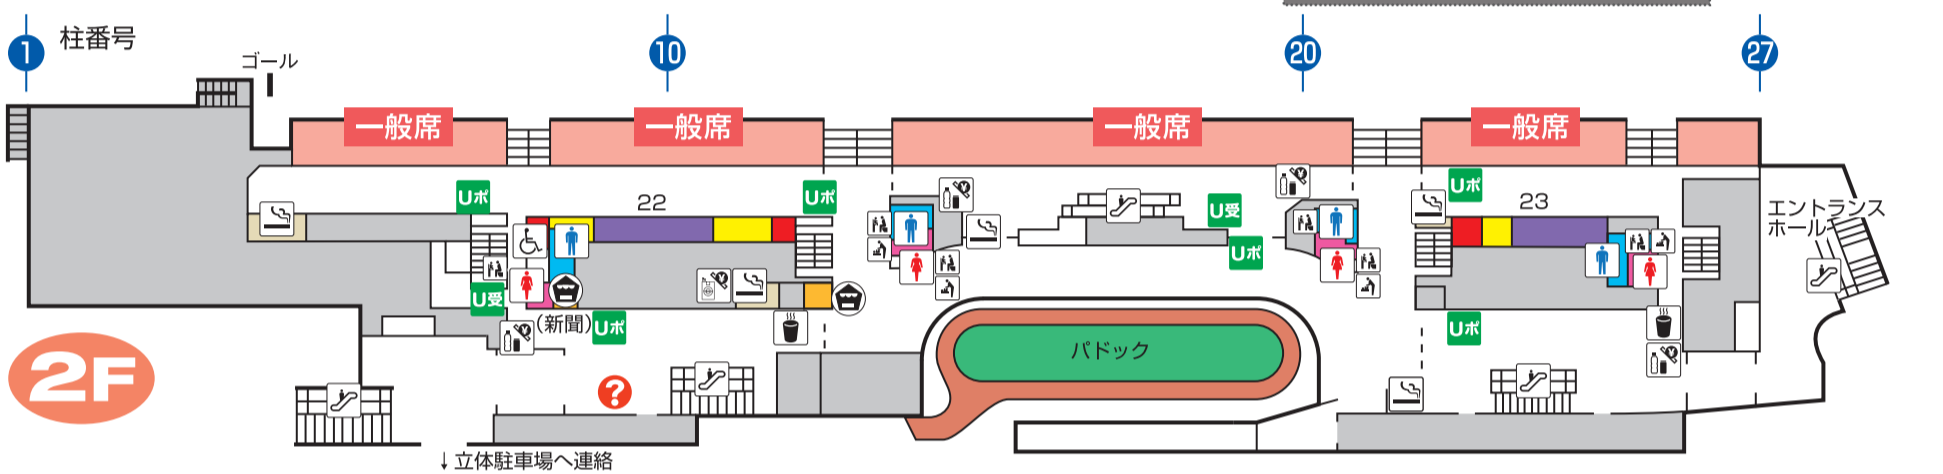 1
柱番号
10
20
27
ゴール
一般席
一般席
一般席
一般席
Uポ
22
Uポ
Uポ
23
U受
エントランス
ホール
Uポ
U受
(新聞)
Uポ
Uポ
パドック
2F
?
↓立体駐車場へ連絡